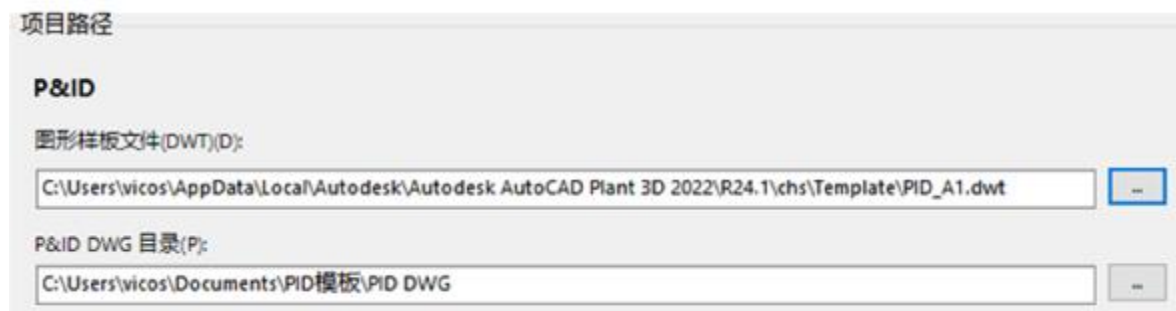 项目路径
P&ID
图形样板文件(DWT)(D):
C:\Users\vicos\AppData\Local\Autodesk\Autodesk AutoCAD Plant 3D 2022\R24.1\chs\Template\PID_A1.dwt
...
P&ID DWG 目录(P):
C:\Users\vicos\Documents\PID模板\PID DWG
...